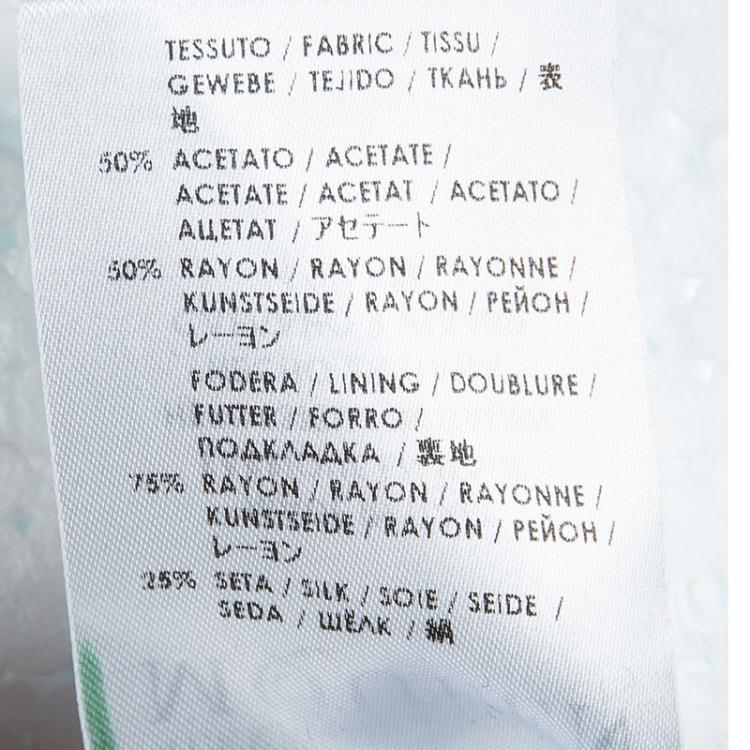 TESSUTO / FABRIC / TISSU /
GEWEBE / TEJIDO / ТКАНЬ / 表
地
50% ACETATO / ACETATE /
ACETATE / ACETAT / ACETATO /
АЦЕТАТ / アセテート
50% RAYON / RAYON / RAYONNE /
KUNSTSEIDE / RAYON / РЕЙОН /
レーヨン
FODERA / LINING / DOUBLURE /
FUTTER / FORRO /
ПОДКЛАДКА / 裏地
75% RAYON / RAYON / RAYONNE /
KUNSTSEIDE / RAYON / РЕЙОН /
レーヨン
25% SETA / SILK / SOIE / SEIDE /
SEDA / ШЁЛК / 絹